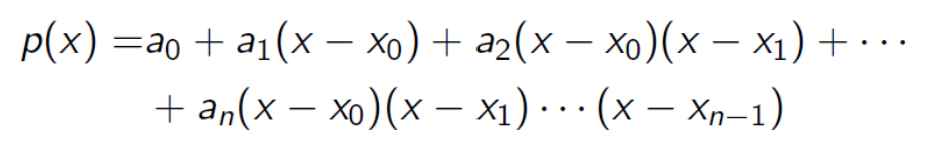 p(x) =a₀ + a₁(x − x₀) + a₂(x − x₀)(x − x₁) + ⋯
+ aₙ(x − x₀)(x − x₁) ⋯ (x − xₙ₋₁)